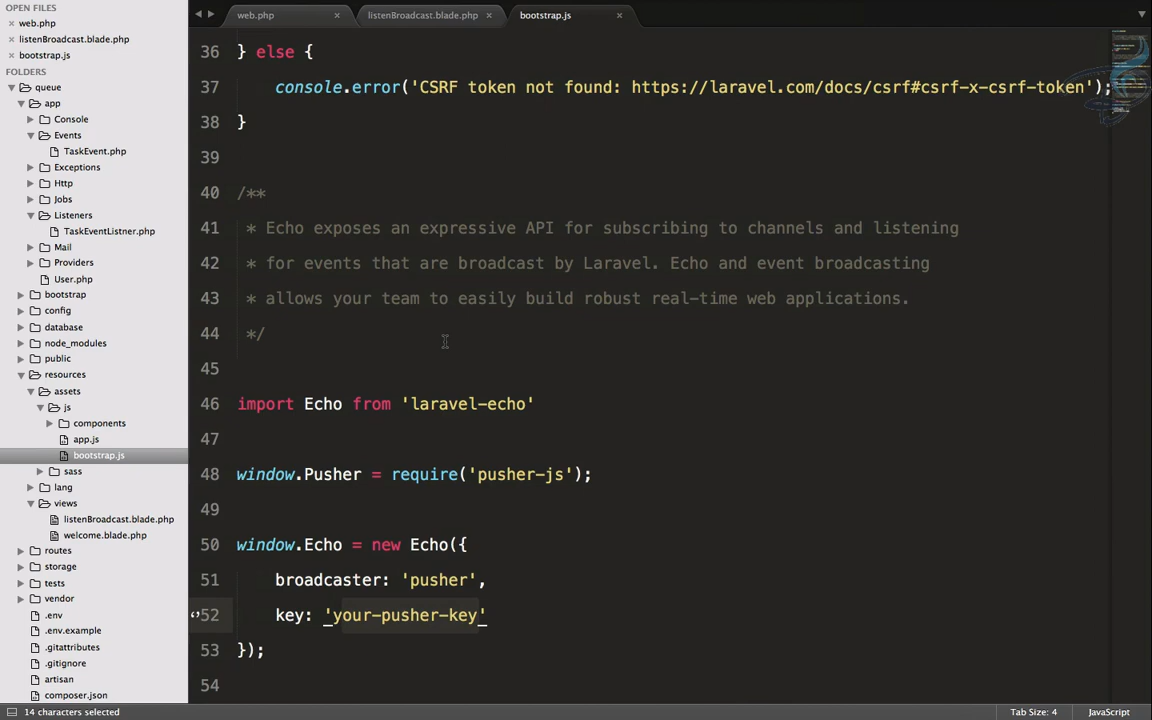 OPEN FILES
web.php
listenBroadcast.blade.php
bootstrap.js
FOLDERS
queue
app
Console
Events
TaskEvent.php
Exceptions
Http
Jobs
Listeners
TaskEventListner.php
Mail
Providers
User.php
bootstrap
config
database
node_modules
public
resources
assets
js
components
app.js
bootstrap.js
sass
lang
views
listenBroadcast.blade.php
welcome.blade.php
routes
storage
tests
vendor
.env
.env.example
.gitattributes
.gitignore
artisan
composer.json
web.php listenBroadcast.blade.php bootstrap.js
36 } else {
37 console.error('CSRF token not found: https://laravel.com/docs/csrf#csrf-x-csrf-token');
38 }
39
40 /**
41 * Echo exposes an expressive API for subscribing to channels and listening
42 * for events that are broadcast by Laravel. Echo and event broadcasting
43 * allows your team to easily build robust real-time web applications.
44 */
45
46 import Echo from 'laravel-echo'
47
48 window.Pusher = require('pusher-js');
49
50 window.Echo = new Echo({
51 broadcaster: 'pusher',
52 key: 'your-pusher-key'
53 });
54
14 characters selected Tab Size: 4 JavaScript